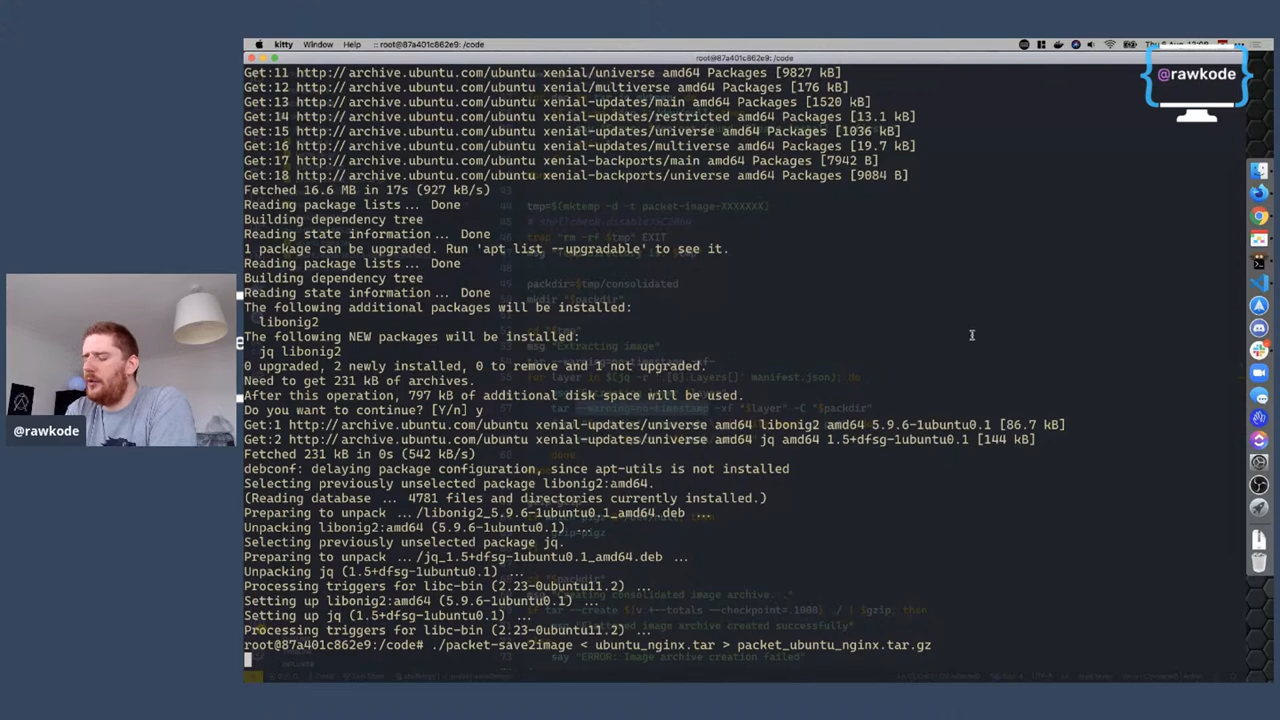 kitty Window Help :: root@87a401c862e9: /code
root@87a401c862e9: /code
@rawkode
Get:11 http://archive.ubuntu.com/ubuntu xenial/universe amd64 Packages [9827 kB]
Get:12 http://archive.ubuntu.com/ubuntu xenial/multiverse amd64 Packages [176 kB]
Get:13 http://archive.ubuntu.com/ubuntu xenial-updates/main amd64 Packages [1520 kB]
Get:14 http://archive.ubuntu.com/ubuntu xenial-updates/restricted amd64 Packages [13.1 kB]
Get:15 http://archive.ubuntu.com/ubuntu xenial-updates/universe amd64 Packages [1036 kB]
Get:16 http://archive.ubuntu.com/ubuntu xenial-updates/multiverse amd64 Packages [19.7 kB]
Get:17 http://archive.ubuntu.com/ubuntu xenial-backports/main amd64 Packages [7942 B]
Get:18 http://archive.ubuntu.com/ubuntu xenial-backports/universe amd64 Packages [9084 B]
Fetched 16.6 MB in 17s (927 kB/s)
Reading package lists... Done
Building dependency tree
Reading state information... Done
1 package can be upgraded. Run 'apt list --upgradable' to see it.
Reading package lists... Done
Building dependency tree
Reading state information... Done
The following additional packages will be installed:
libonig2
The following NEW packages will be installed:
jq libonig2
0 upgraded, 2 newly installed, 0 to remove and 1 not upgraded.
Need to get 231 kB of archives.
After this operation, 797 kB of additional disk space will be used.
Do you want to continue? [Y/n] y
Get:1 http://archive.ubuntu.com/ubuntu xenial-updates/universe amd64 libonig2 amd64 5.9.6-1ubuntu0.1 [86.7 kB]
Get:2 http://archive.ubuntu.com/ubuntu xenial-updates/universe amd64 jq amd64 1.5+dfsg-1ubuntu0.1 [144 kB]
Fetched 231 kB in 0s (542 kB/s)
debconf: delaying package configuration, since apt-utils is not installed
Selecting previously unselected package libonig2:amd64.
(Reading database ... 4781 files and directories currently installed.)
Preparing to unpack .../libonig2_5.9.6-1ubuntu0.1_amd64.deb ...
Unpacking libonig2:amd64 (5.9.6-1ubuntu0.1) ...
Selecting previously unselected package jq.
Preparing to unpack .../jq_1.5+dfsg-1ubuntu0.1_amd64.deb ...
Unpacking jq (1.5+dfsg-1ubuntu0.1) ...
Processing triggers for libc-bin (2.23-0ubuntu11.2) ...
Setting up libonig2:amd64 (5.9.6-1ubuntu0.1) ...
Setting up jq (1.5+dfsg-1ubuntu0.1) ...
Processing triggers for libc-bin (2.23-0ubuntu11.2) ...
root@87a401c862e9:/code# ./packet-save2image < ubuntu_nginx.tar > packet_ubuntu_nginx.tar.gz
@rawkode